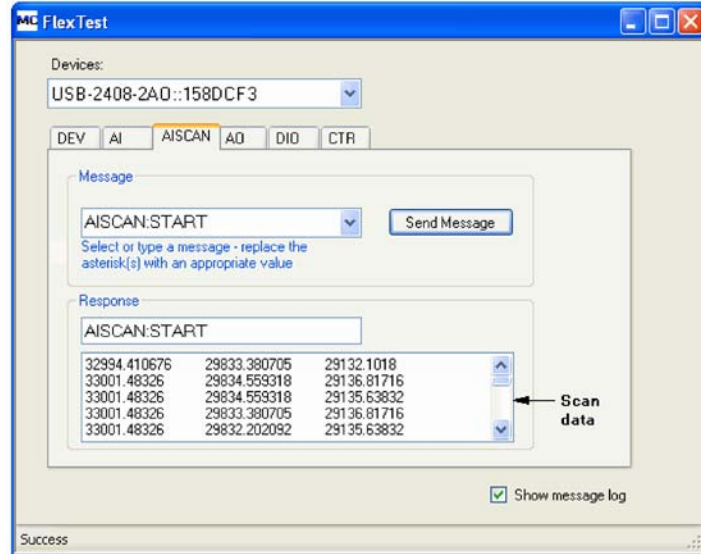 MC FlexTest
Devices:
USB-2408-2AO::158DCF3
DEV AI AISCAN AO DIO CTR
Message
AISCAN:START
Send Message
Select or type a message - replace the
asterisk(s) with an appropriate value
Response
AISCAN:START
32994.410676 29833.380705 29132.1018
33001.48326 29834.559318 29136.81716
33001.48326 29834.559318 29135.63832
33001.48326 29833.380705 29136.81716
33001.48326 29832.202092 29135.63832
Scan
data
Show message log
Success